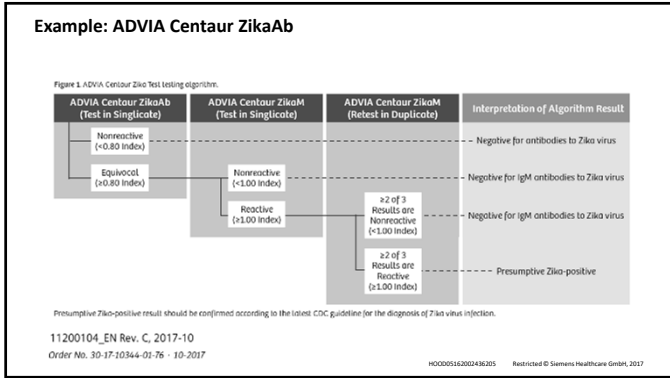 Example: ADVIA Centaur ZikaAb
Figure 1. ADVIA Centaur Zika Test testing algorithm.
ADVIA Centaur ZikaAb
(Test in Singlicate)
ADVIA Centaur ZikaM
(Test in Singlicate)
ADVIA Centaur ZikaM
(Retest in Duplicate)
Interpretation of Algorithm Result
Nonreactive
(<0.80 Index)
Negative for antibodies to Zika virus
Equivocal
(≥0.80 Index)
Nonreactive
(<1.00 Index)
Negative for IgM antibodies to Zika virus
Reactive
(≥1.00 Index)
≥2 of 3
Results are
Nonreactive
(<1.00 Index)
Negative for IgM antibodies to Zika virus
≥2 of 3
Results are
Reactive
(≥1.00 Index)
Presumptive Zika-positive
Presumptive Zika-positive result should be confirmed according to the latest CDC guideline for the diagnosis of Zika virus infection.
11200104_EN Rev. C, 2017-10
Order No. 30-17-10344-01-76 · 10-2017
HOOD05162002436205 Restricted © Siemens Healthcare GmbH, 2017